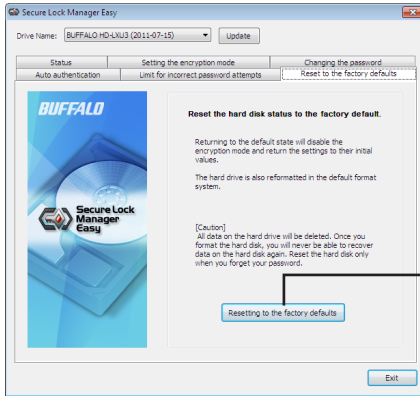 Secure Lock Manager Easy
Drive Name: BUFFALO HD-LXU3 (2011-07-15) Update
Status Setting the encryption mode Changing the password
Auto authentication Limit for incorrect password attempts Reset to the factory defaults
BUFFALO
Secure Lock
Manager
Easy
Reset the hard disk status to the factory default.
Returning to the default state will disable the
encryption mode and return the settings to their initial
values.
The hard drive is also reformatted in the default format
system.
[Caution]
All data on the hard drive will be deleted. Once you
format the hard disk, you will never be able to recover
data on the hard disk again. Reset the hard disk only
when you forget your password.
Resetting to the factory defaults
Exit